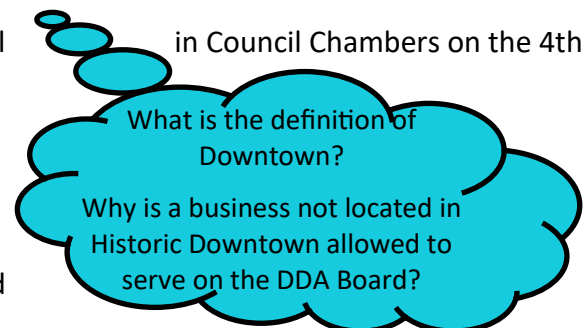 l in Council Chambers on the 4th
What is the definition of
Downtown?
Why is a business not located in
Historic Downtown allowed to
serve on the DDA Board?
d